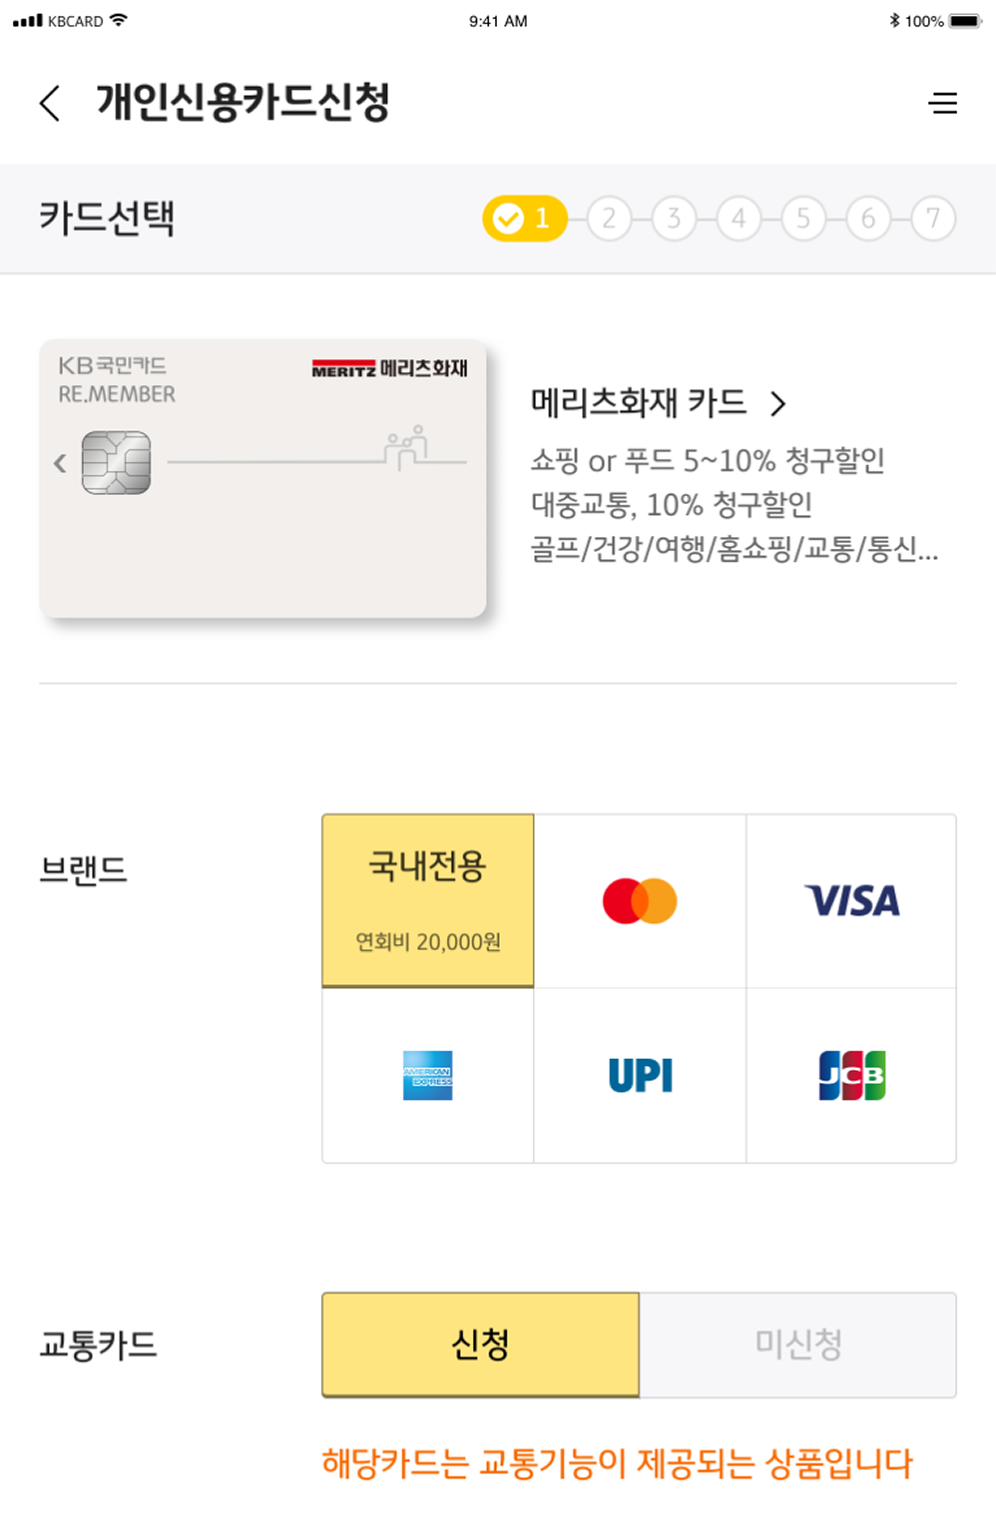 KBCARD 9:41 AM 100%
개인신용카드신청
카드선택 1 2 3 4 5 6 7
KB국민카드 MERITZ 메리츠화재
RE.MEMBER
메리츠화재 카드
쇼핑 or 푸드 5~10% 청구할인
대중교통, 10% 청구할인
골프/건강/여행/홈쇼핑/교통/통신...
브랜드
국내전용
연회비 20,000원
VISA
AMERICAN
EXPRESS
UPI
JCB
교통카드 신청 미신청
해당카드는 교통기능이 제공되는 상품입니다